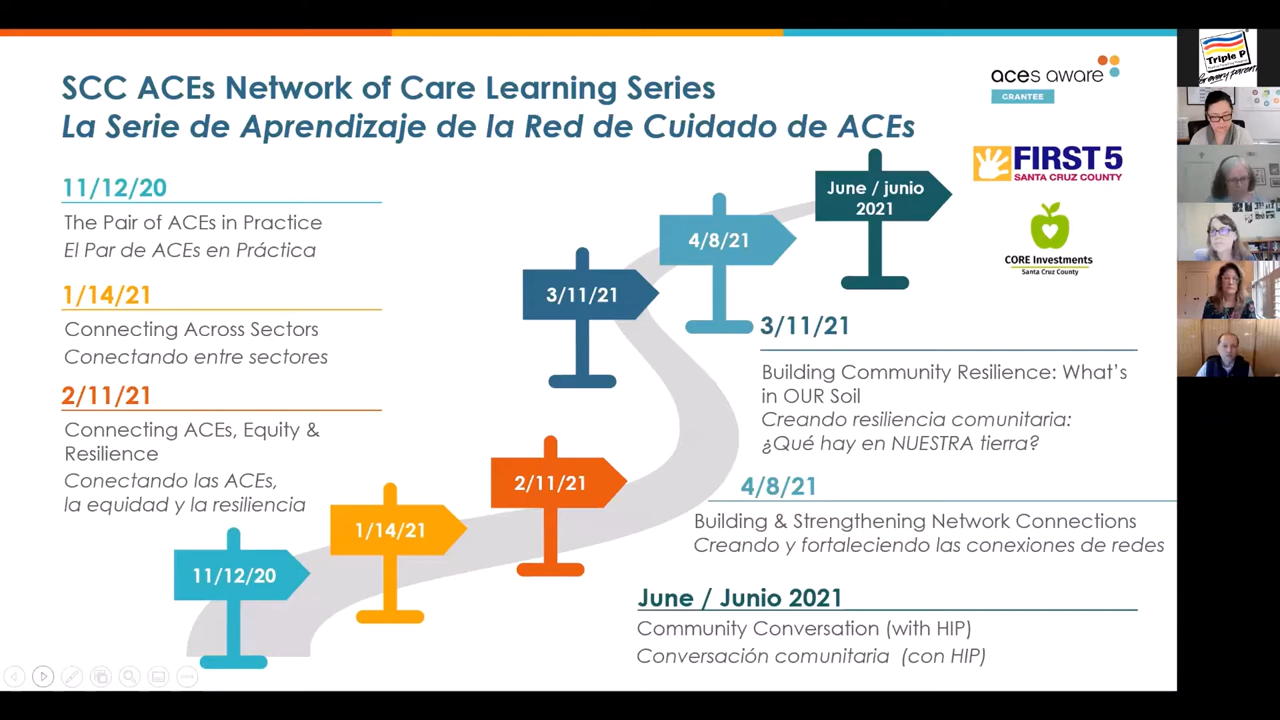 SCC ACEs Network of Care Learning Series
La Serie de Aprendizaje de la Red de Cuidado de ACEs
aces aware
GRANTEE
FIRST 5
SANTA CRUZ COUNTY
CORE Investments
Santa Cruz County
11/12/20
The Pair of ACEs in Practice
El Par de ACEs en Práctica
1/14/21
Connecting Across Sectors
Conectando entre sectores
2/11/21
Connecting ACEs, Equity &
Resilience
Conectando las ACEs,
la equidad y la resiliencia
11/12/20
1/14/21
2/11/21
3/11/21
4/8/21
June / junio
2021
3/11/21
Building Community Resilience: What's
in OUR Soil
Creando resiliencia comunitaria:
¿Qué hay en NUESTRA tierra?
4/8/21
Building & Strengthening Network Connections
Creando y fortaleciendo las conexiones de redes
June / Junio 2021
Community Conversation (with HIP)
Conversación comunitaria (con HIP)
Triple P
for every parent